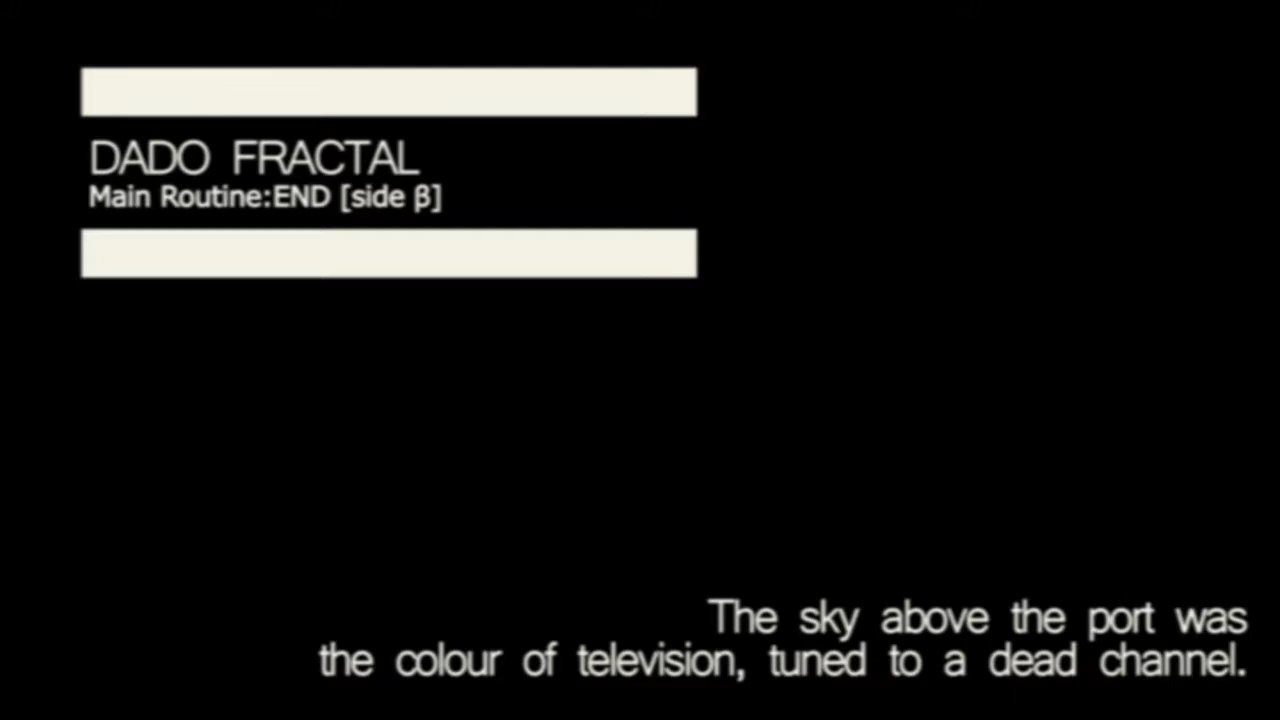 DADO FRACTAL
Main Routine:END [side β]
The sky above the port was
the colour of television, tuned to a dead channel.